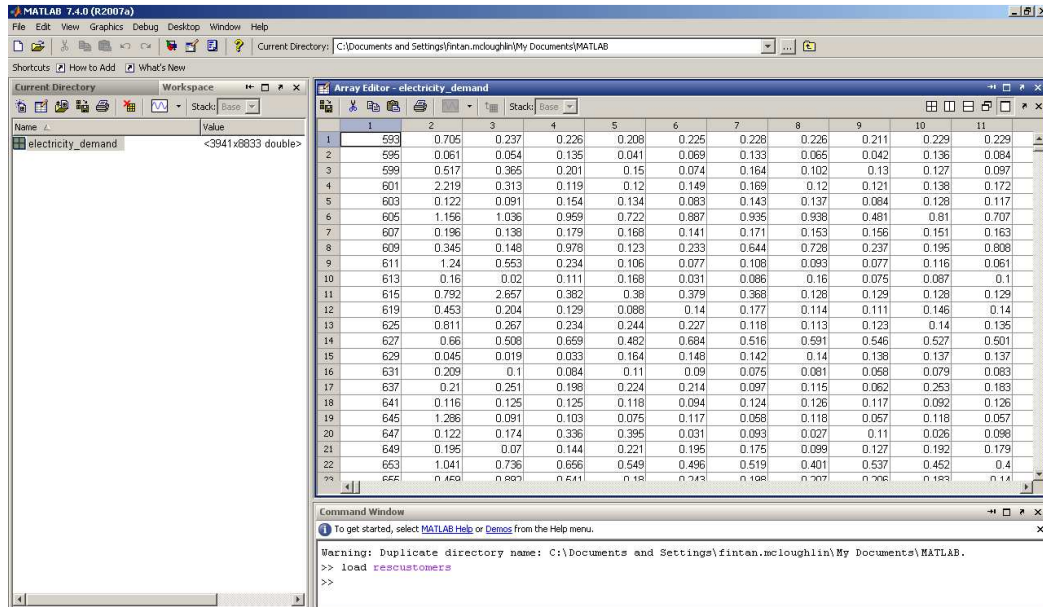 MATLAB 7.4.0 (R2007a)
File Edit View Graphics Debug Desktop Window Help
Current Directory: C:\Documents and Settings\fintan.mcloughlin\My Documents\MATLAB
Shortcuts How to Add What's New
Current Directory Workspace
Stack: Base
Name Value
electricity_demand <3941x8833 double>
Array Editor - electricity_demand
Stack: Base
1 2 3 4 5 6 7 8 9 10 11
1 593 0.705 0.237 0.226 0.208 0.225 0.228 0.226 0.211 0.229 0.229
2 595 0.061 0.054 0.135 0.041 0.069 0.133 0.065 0.042 0.136 0.084
3 599 0.517 0.365 0.201 0.15 0.074 0.164 0.102 0.13 0.127 0.097
4 601 2.219 0.313 0.119 0.12 0.149 0.169 0.12 0.121 0.138 0.172
5 603 0.122 0.091 0.154 0.134 0.083 0.143 0.137 0.084 0.128 0.117
6 605 1.156 1.036 0.959 0.722 0.887 0.935 0.938 0.481 0.81 0.707
7 607 0.196 0.138 0.179 0.168 0.141 0.171 0.153 0.156 0.151 0.163
8 609 0.345 0.148 0.978 0.123 0.233 0.644 0.728 0.237 0.195 0.808
9 611 1.24 0.553 0.234 0.106 0.077 0.108 0.093 0.077 0.116 0.061
10 613 0.16 0.02 0.111 0.168 0.031 0.086 0.16 0.075 0.087 0.1
11 615 0.792 2.657 0.382 0.38 0.379 0.368 0.128 0.129 0.128 0.129
12 619 0.453 0.204 0.129 0.088 0.14 0.177 0.114 0.111 0.146 0.14
13 625 0.811 0.267 0.234 0.244 0.227 0.118 0.113 0.123 0.14 0.135
14 627 0.66 0.508 0.659 0.482 0.684 0.516 0.591 0.546 0.527 0.501
15 629 0.045 0.019 0.033 0.164 0.148 0.142 0.14 0.138 0.137 0.137
16 631 0.209 0.1 0.084 0.11 0.09 0.075 0.081 0.058 0.079 0.083
17 637 0.21 0.251 0.198 0.224 0.214 0.097 0.115 0.062 0.253 0.183
18 641 0.116 0.125 0.125 0.118 0.094 0.124 0.126 0.117 0.092 0.126
19 645 1.286 0.091 0.103 0.075 0.117 0.058 0.118 0.057 0.118 0.057
20 647 0.122 0.174 0.336 0.395 0.031 0.093 0.027 0.11 0.026 0.098
21 649 0.195 0.07 0.144 0.221 0.195 0.175 0.099 0.127 0.192 0.179
22 653 1.041 0.736 0.656 0.549 0.496 0.519 0.401 0.537 0.452 0.4
23 655 0.459 0.892 0.541 0.18 0.243 0.198 0.207 0.206 0.183 0.14
Command Window
To get started, select MATLAB Help or Demos from the Help menu.
Warning: Duplicate directory name: C:\Documents and Settings\fintan.mcloughlin\My Documents\MATLAB.
>> load rescustomers
>>